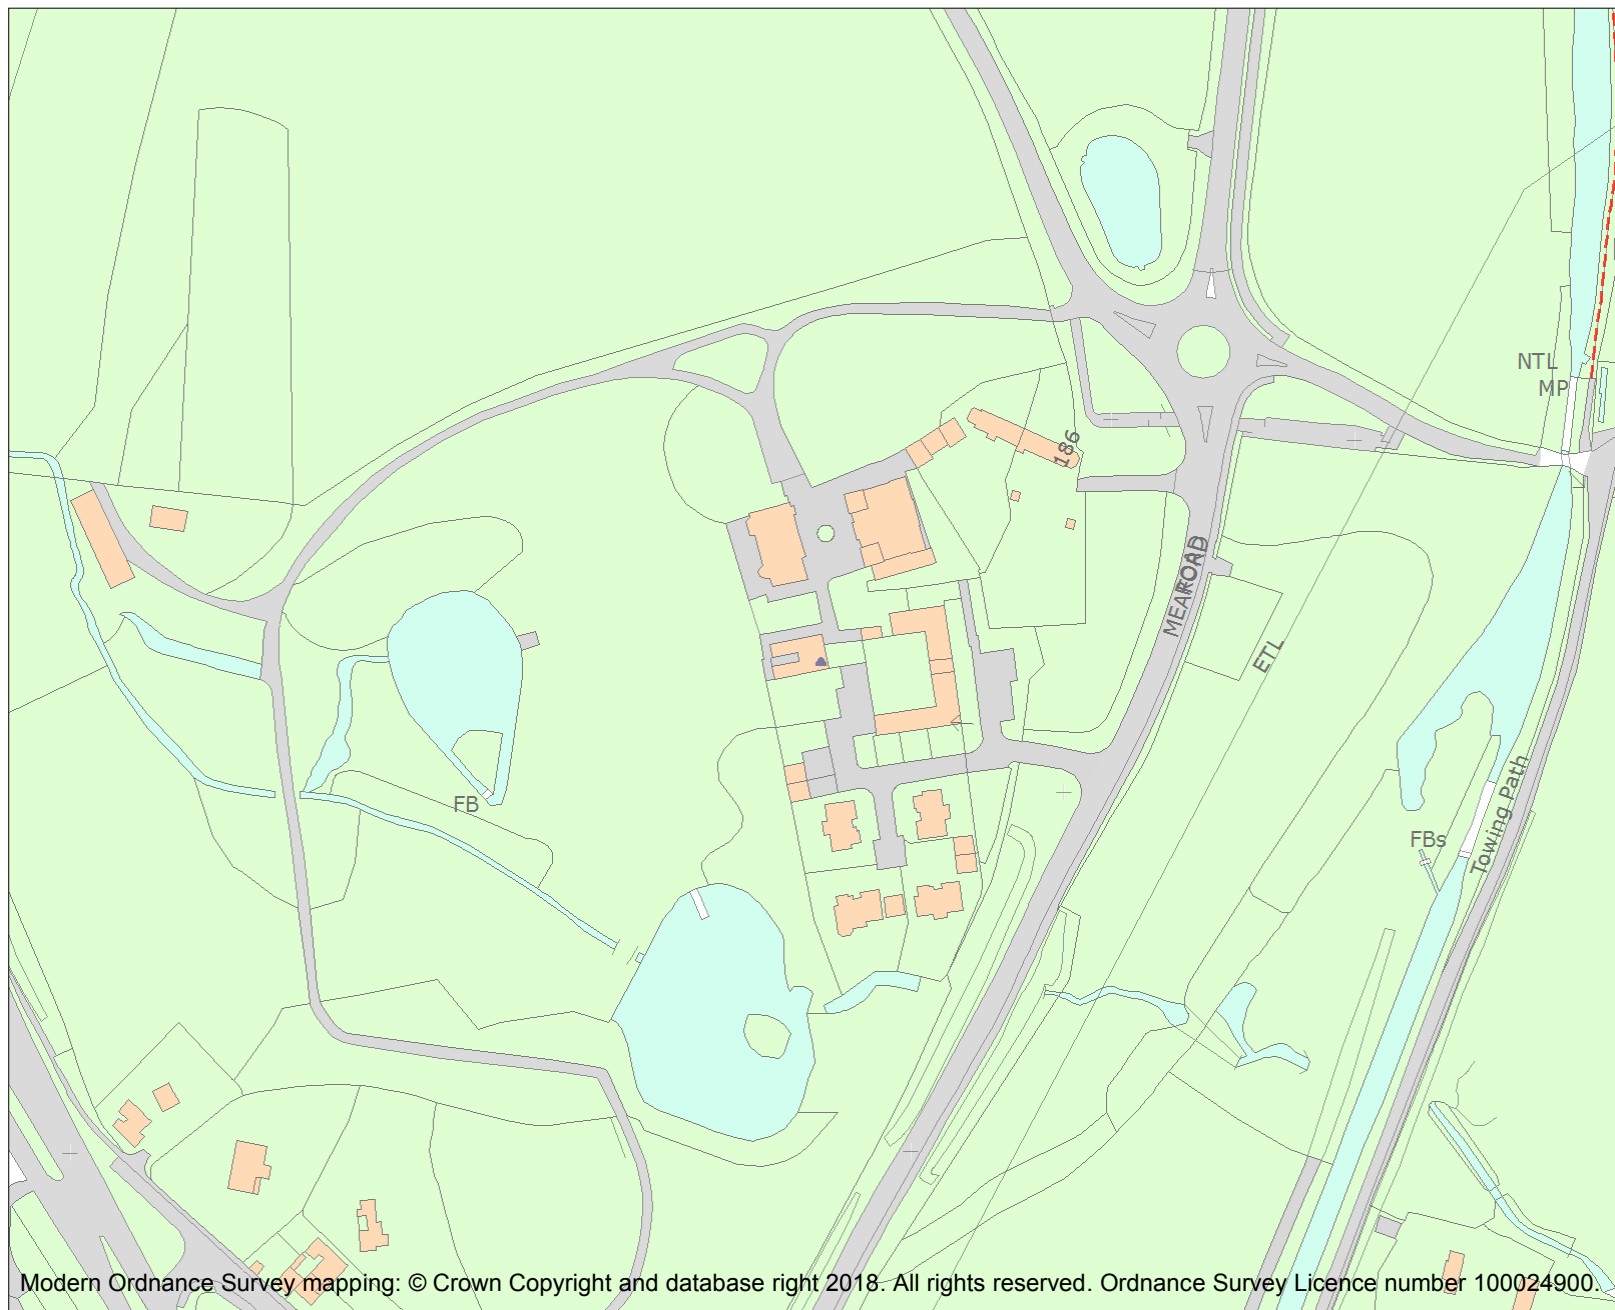 NTL
MP
186
MEAFORD
ROAD
ETL
Towing Path
FB
FBs
Modern Ordnance Survey mapping: © Crown Copyright and database right 2018. All rights reserved. Ordnance Survey Licence number 100024900.